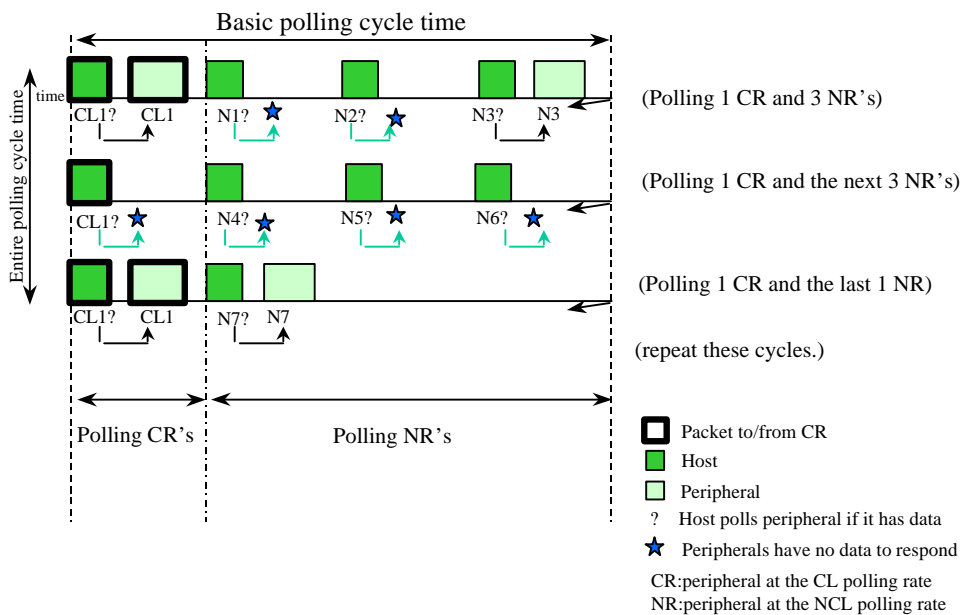 Basic polling cycle time
Entire polling cycle time
time
CL1? CL1 N1? N2? N3? N3
(Polling 1 CR and 3 NR's)
CL1? N4? N5? N6?
(Polling 1 CR and the next 3 NR's)
CL1? CL1 N7? N7
(Polling 1 CR and the last 1 NR)
(repeat these cycles.)
Polling CR's Polling NR's
Packet to/from CR
Host
Peripheral
? Host polls peripheral if it has data
Peripherals have no data to respond
CR:peripheral at the CL polling rate
NR:peripheral at the NCL polling rate